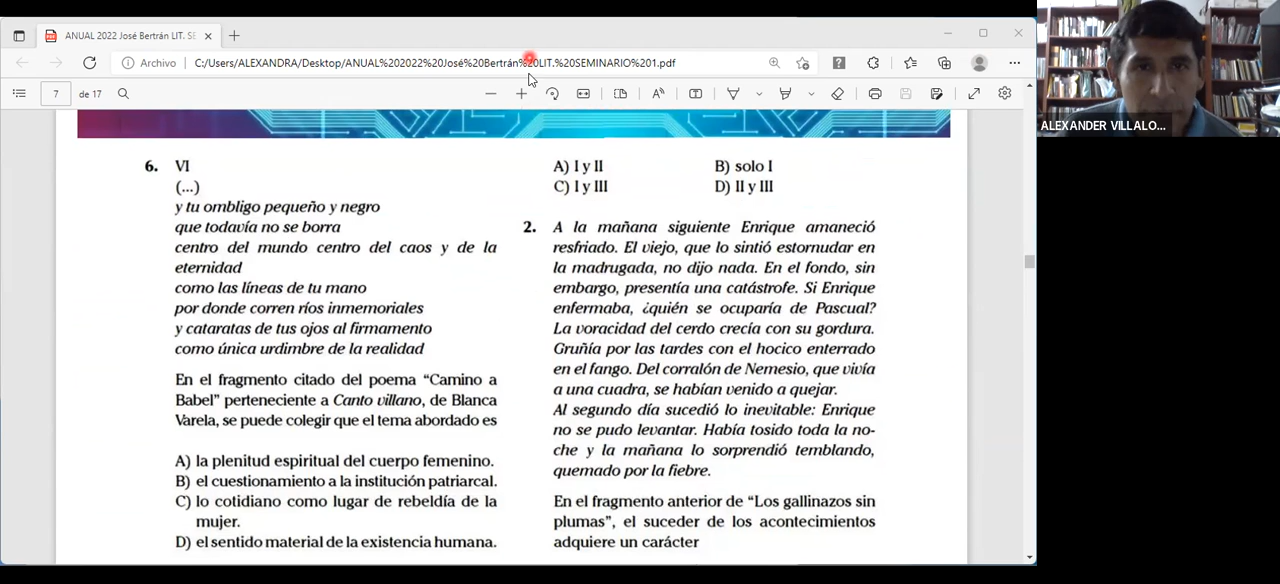 ANUAL 2022 José Bertrán LIT. SE
Archivo
C:/Users/ALEXANDRA/Desktop/ANUAL%202022%20José%20Bertrán%20LIT.%20SEMINARIO%201.pdf
7 de 17
ALEXANDER VILLALO...
6. VI
(...)
y tu ombligo pequeño y negro
que todavía no se borra
centro del mundo centro del caos y de la
eternidad
como las líneas de tu mano
por donde corren ríos inmemoriales
y cataratas de tus ojos al firmamento
como única urdimbre de la realidad
En el fragmento citado del poema “Camino a
Babel” perteneciente a Canto villano, de Blanca
Varela, se puede colegir que el tema abordado es
A) la plenitud espiritual del cuerpo femenino.
B) el cuestionamiento a la institución patriarcal.
C) lo cotidiano como lugar de rebeldía de la
mujer.
D) el sentido material de la existencia humana.
A) I y II B) solo I
C) I y III D) II y III
2. A la mañana siguiente Enrique amaneció
resfriado. El viejo, que lo sintió estornudar en
la madrugada, no dijo nada. En el fondo, sin
embargo, presentía una catástrofe. Si Enrique
enfermaba, ¿quién se ocuparía de Pascual?
La voracidad del cerdo crecía con su gordura.
Gruñía por las tardes con el hocico enterrado
en el fango. Del corralón de Nemesio, que vivía
a una cuadra, se habían venido a quejar.
Al segundo día sucedió lo inevitable: Enrique
no se pudo levantar. Había tosido toda la no-
che y la mañana lo sorprendió temblando,
quemado por la fiebre.
En el fragmento anterior de “Los gallinazos sin
plumas”, el suceder de los acontecimientos
adquiere un carácter